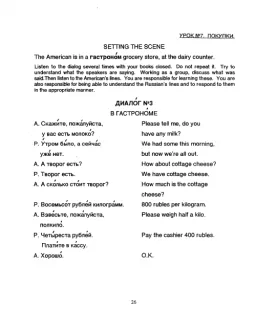 УРОК №7. ПОКУПКИ.
SETTING THE SCENE
The American is in a гастроно́м grocery store, at the dairy counter.
Listen to the dialog several times with your books closed. Do not repeat it. Try to
understand what the speakers are saying. Working as a group, discuss what was
said.Then listen to the American's lines. You are responsible for learning these. You are
also responsible for being able to understand the Russian's lines and to respond to them
in the appropriate manner.
ДИАЛО́Г №3
В ГАСТРОНО́МЕ
А. Скажи́те, пожа́луйста, Please tell me, do you
у вас есть молоко́? have any milk?
Р. У́тром бы́ло, а сейча́с We had some this morning,
уже́ нет. but now we're all out.
А. А творо́г есть? How about cottage cheese?
Р. Творо́г есть. We have cottage cheese.
А. А ско́лько сто́ит творо́г? How much is the cottage
cheese?
Р. Восемьсо́т рубле́й килогра́мм. 800 rubles per kilogram.
А. Взве́сьте, пожа́луйста, Please weigh half a kilo.
полкило́.
Р. Четы́реста рубле́й. Pay the cashier 400 rubles.
Плати́те в ка́ссу.
А. Хорошо́. O.K.
26